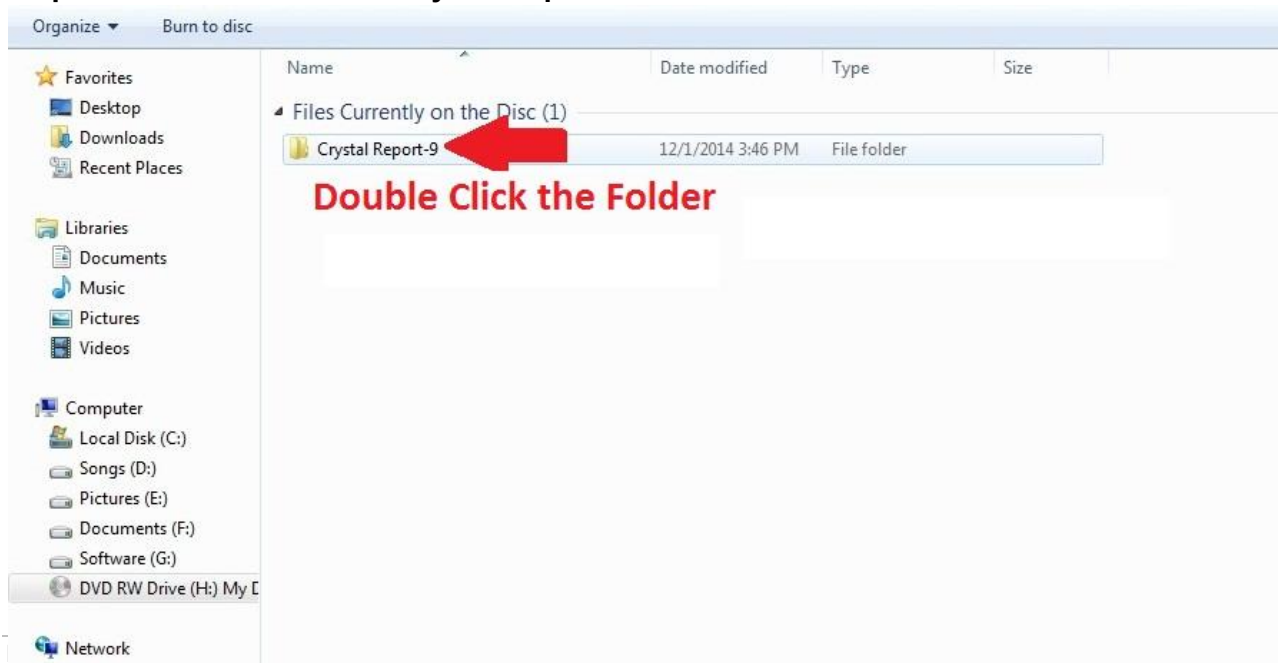 Organize Burn to disc
Name Date modified Type Size
Favorites
Desktop
Downloads
Recent Places
Libraries
Documents
Music
Pictures
Videos
Computer
Local Disk (C:)
Songs (D:)
Pictures (E:)
Documents (F:)
Software (G:)
DVD RW Drive (H:) My
Network
Files Currently on the Disc (1)
Crystal Report-9 12/1/2014 3:46 PM File folder
Double Click the Folder